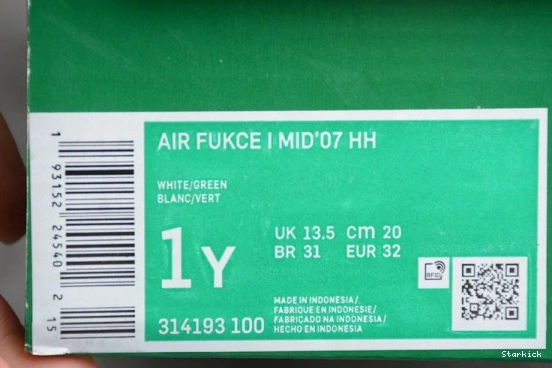 AIR FUKCE I MID'07 HH
WHITE/GREEN
BLANC/VERT
1Y
UK 13.5 cm 20
BR 31 EUR 32
RFID
MADE IN INDONESIA/
FABRIQUE EN INDONESIE/
FABRICADO NA INDONESIA/
HECHO EN INDONESIA
314193 100
1 93152 24540 2 15
Starkick